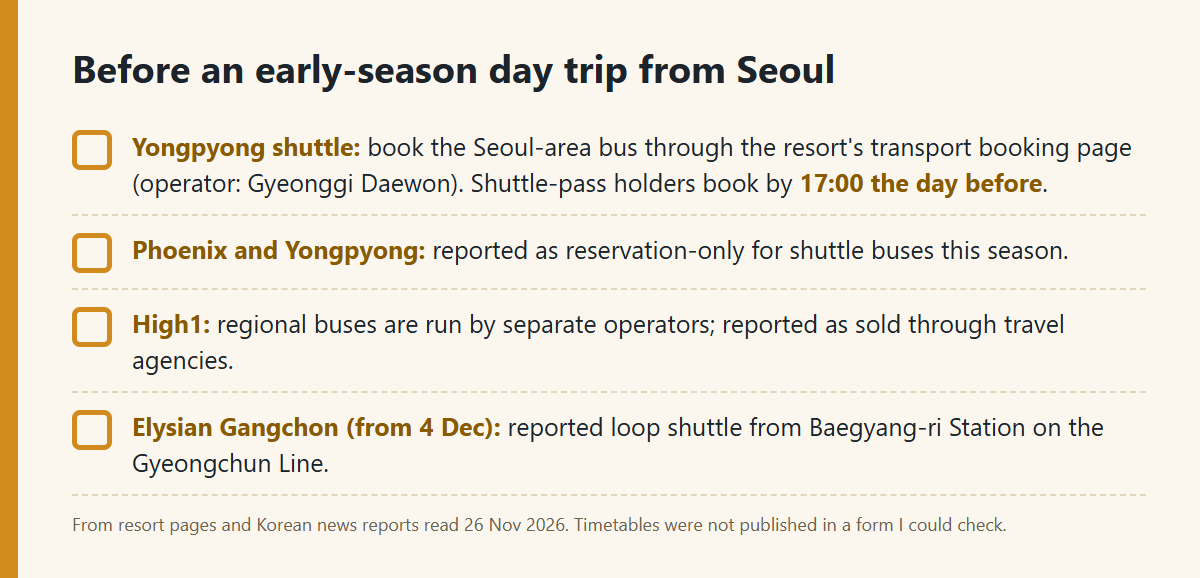 Before an early-season day trip from Seoul
Yongpyong shuttle: book the Seoul-area bus through the resort's transport booking page
(operator: Gyeonggi Daewon). Shuttle-pass holders book by 17:00 the day before.
Phoenix and Yongpyong: reported as reservation-only for shuttle buses this season.
High1: regional buses are run by separate operators; reported as sold through travel
agencies.
Elysian Gangchon (from 4 Dec): reported loop shuttle from Baegyang-ri Station on the
Gyeongchun Line.
From resort pages and Korean news reports read 26 Nov 2026. Timetables were not published in a form I could check.